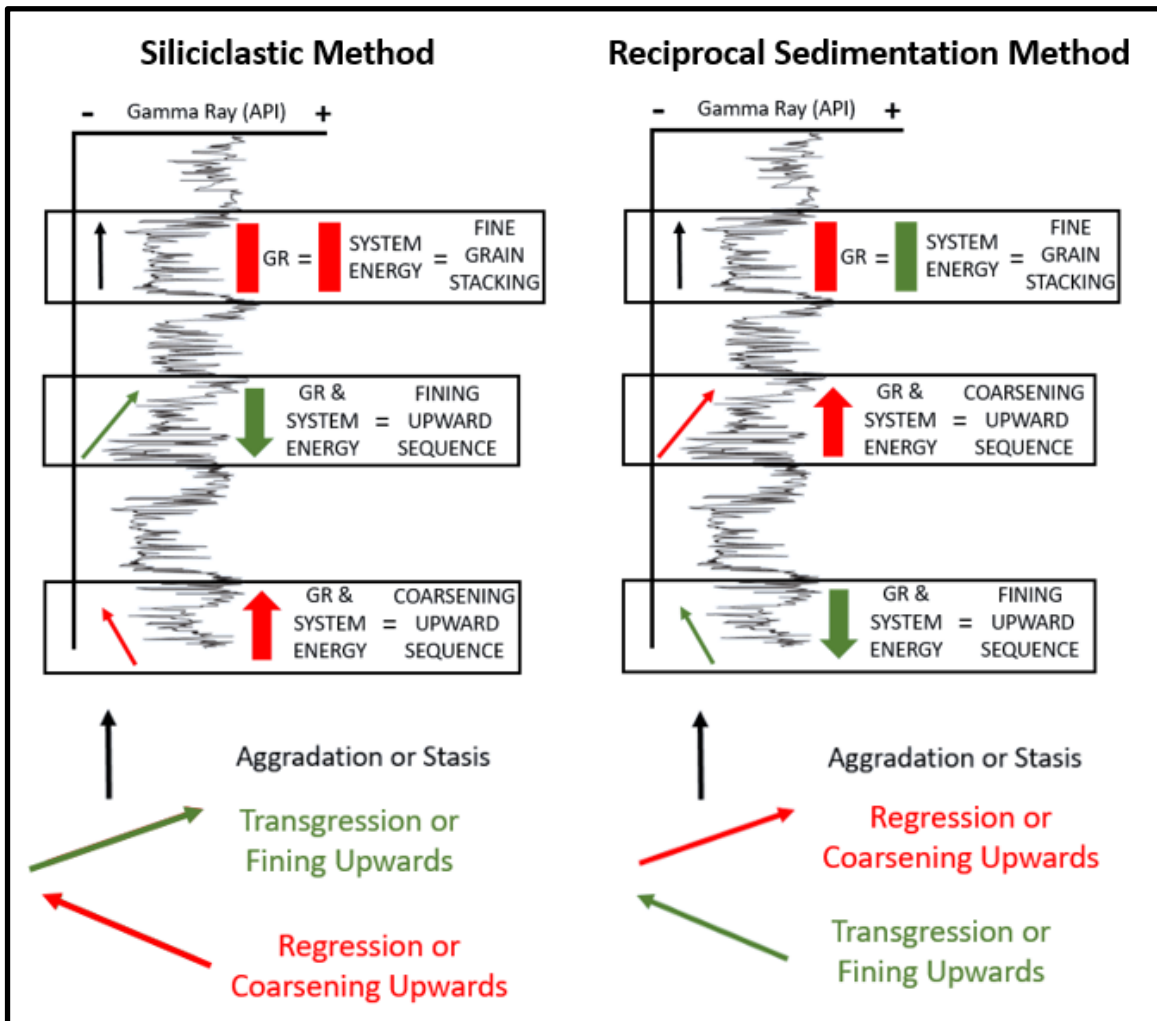 Siliciclastic Method
- Gamma Ray (API) +
GR = SYSTEM ENERGY = FINE GRAIN STACKING
GR & SYSTEM ENERGY = FINING UPWARD SEQUENCE
GR & SYSTEM ENERGY = COARSENING UPWARD SEQUENCE
Aggradation or Stasis
Transgression or
Fining Upwards
Regression or
Coarsening Upwards
Reciprocal Sedimentation Method
- Gamma Ray (API) +
GR = SYSTEM ENERGY = FINE GRAIN STACKING
GR & SYSTEM ENERGY = COARSENING UPWARD SEQUENCE
GR & SYSTEM ENERGY = FINING UPWARD SEQUENCE
Aggradation or Stasis
Regression or
Coarsening Upwards
Transgression or
Fining Upwards